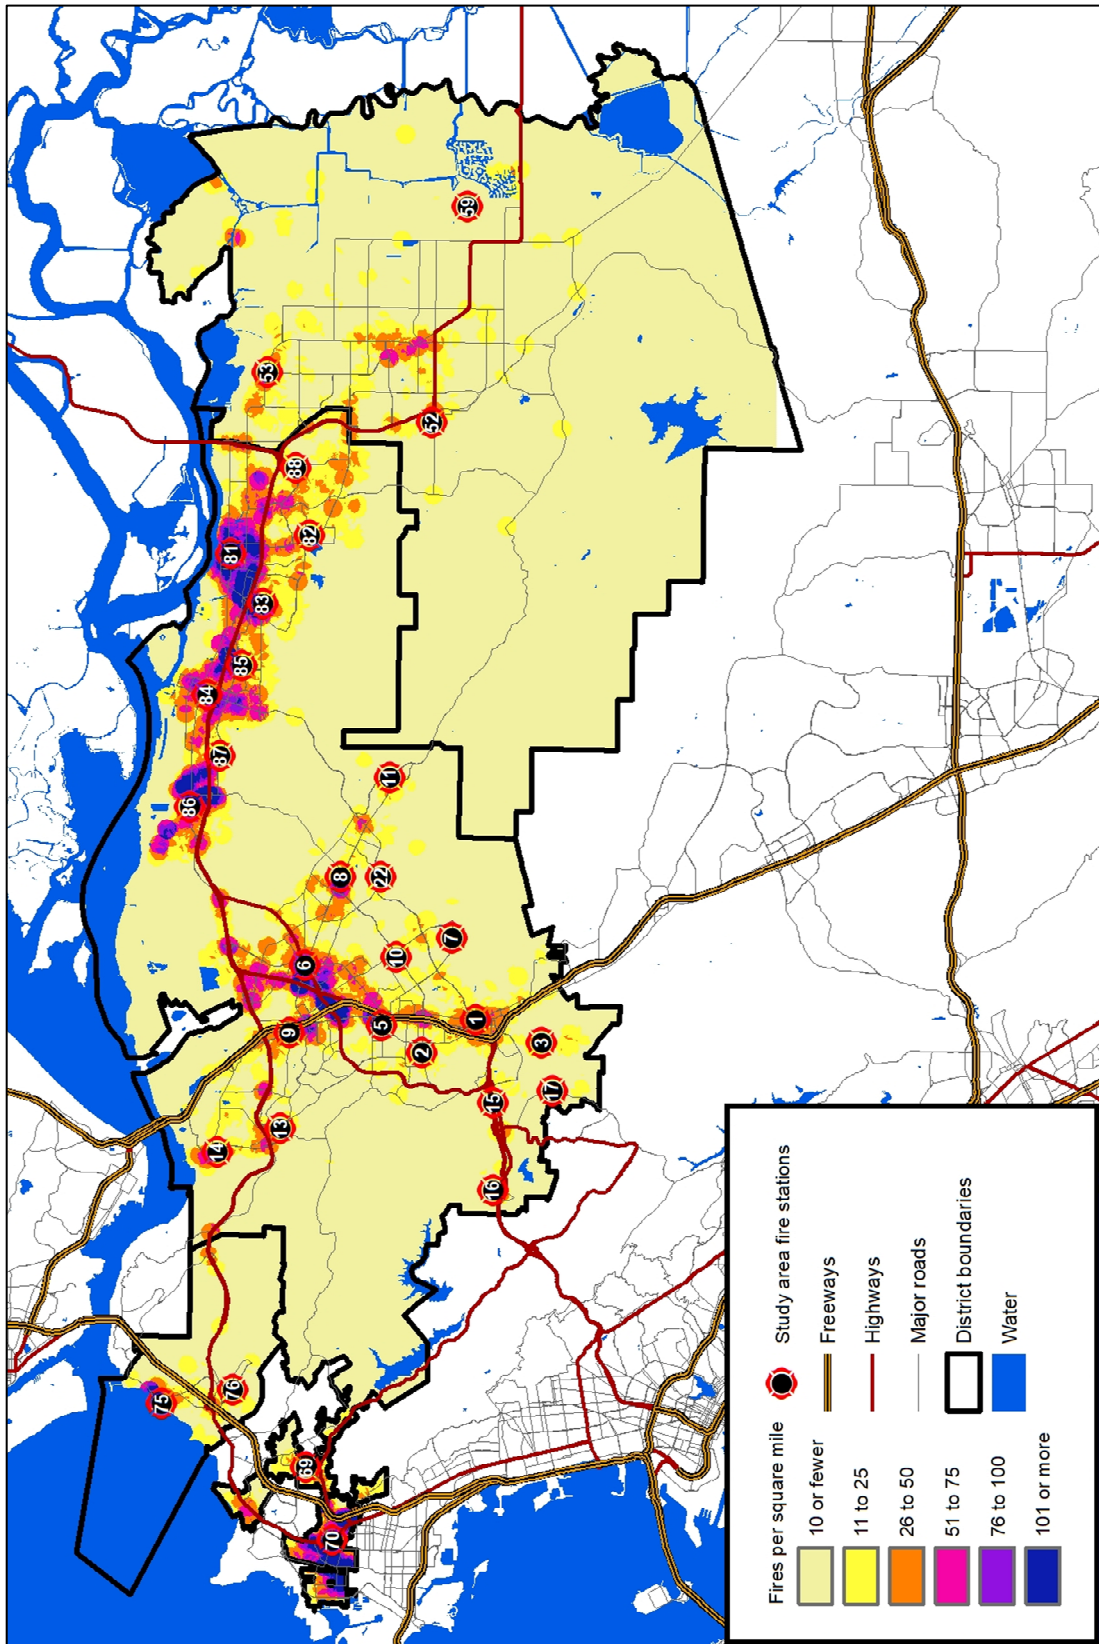 75
86
84
14
87
81
76
85
83
53
13
9
88
69
6
82
70
8
5
22
11
10
2
52
7
59
1
16
15
3
17
Fires per square mile
10 or fewer
11 to 25
26 to 50
51 to 75
76 to 100
101 or more
Study area fire stations
Freeways
Highways
Major roads
District boundaries
Water